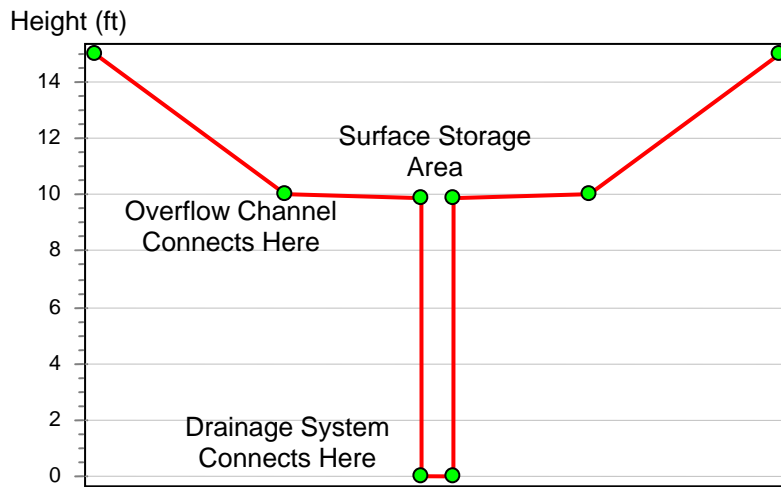 Height (ft)
14
12
Surface Storage
Area
10
Overflow Channel
Connects Here
8
6
4
2
Drainage System
Connects Here
0